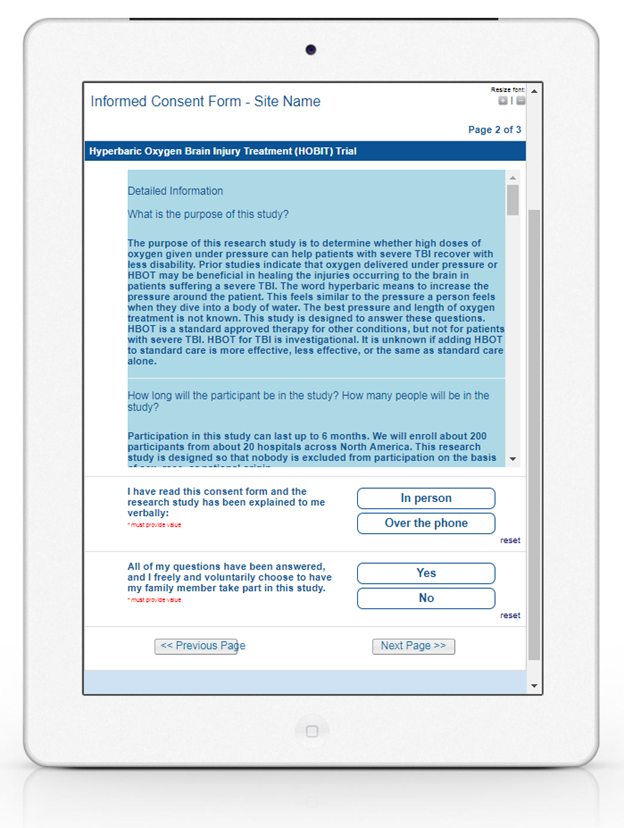 Resize font:
Informed Consent Form - Site Name
+ | -
Page 2 of 3
Hyperbaric Oxygen Brain Injury Treatment (HOBIT) Trial
Detailed Information
What is the purpose of this study?
The purpose of this research study is to determine whether high doses of
oxygen given under pressure can help patients with severe TBI recover with
less disability. Prior studies indicate that oxygen delivered under pressure or
HBOT may be beneficial in healing the injuries occurring to the brain in
patients suffering a severe TBI. The word hyperbaric means to increase the
pressure around the patient. This feels similar to the pressure a person feels
when they dive into a body of water. The best pressure and length of oxygen
treatment is not known. This study is designed to answer these questions.
HBOT is a standard approved therapy for other conditions, but not for patients
with severe TBI. HBOT for TBI is investigational. It is unknown if adding HBOT
to standard care is more effective, less effective, or the same as standard care
alone.
How long will the participant be in the study? How many people will be in the
study?
Participation in this study can last up to 6 months. We will enroll about 200
participants from about 20 hospitals across North America. This research
study is designed so that nobody is excluded from participation on the basis
of sex, race, or national origin.
I have read this consent form and the
research study has been explained to me
verbally:
* must provide value
In person
Over the phone
reset
All of my questions have been answered,
and I freely and voluntarily choose to have
my family member take part in this study.
* must provide value
Yes
No
reset
<< Previous Page
Next Page >>